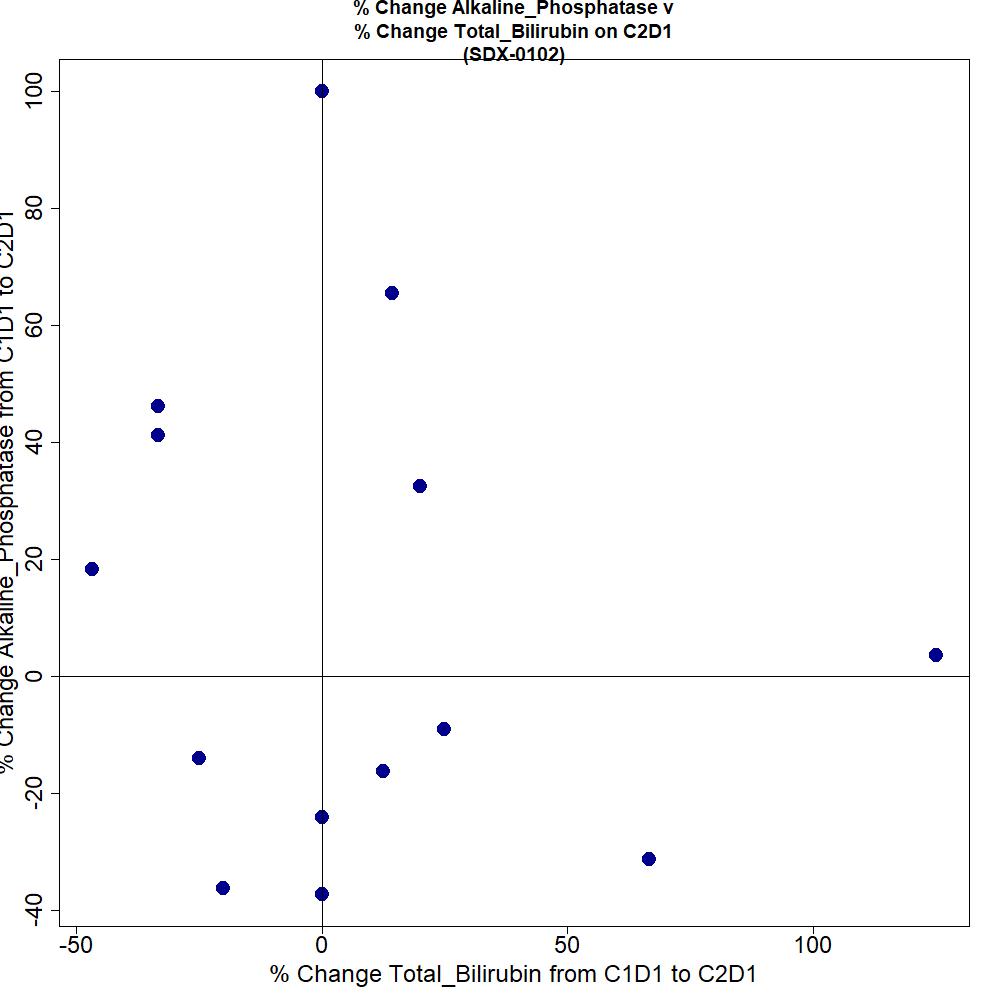 % Change Alkaline_Phosphatase v
% Change Total_Bilirubin on C2D1
(SDX-0102)
% Change Alkaline_Phosphatase from C1D1 to C2D1
100
80
60
40
20
0
-20
-40
-50
0
50
100
% Change Total_Bilirubin from C1D1 to C2D1